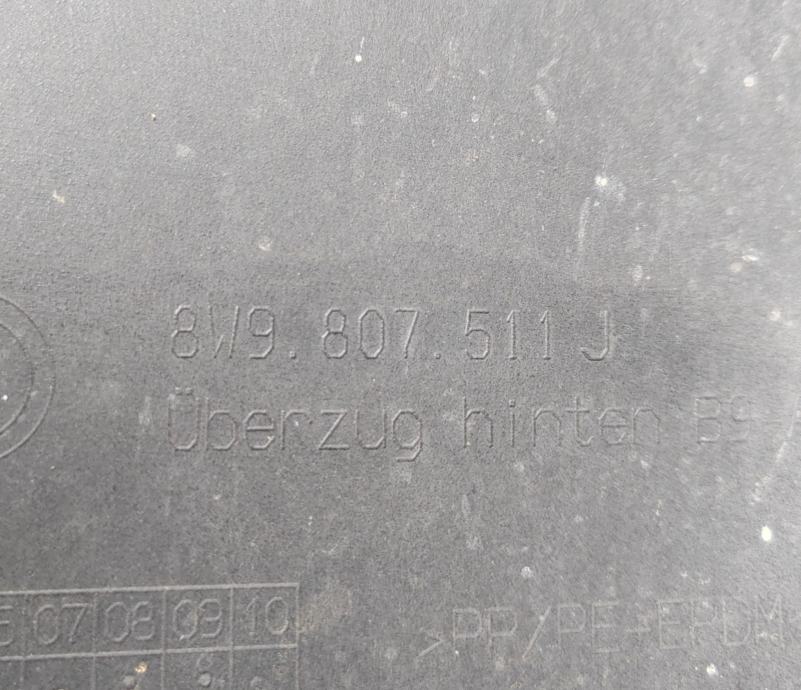 8W9.807.511 J
Überzug hinten B9
07 08 09 10
>PP/PE+EPDM